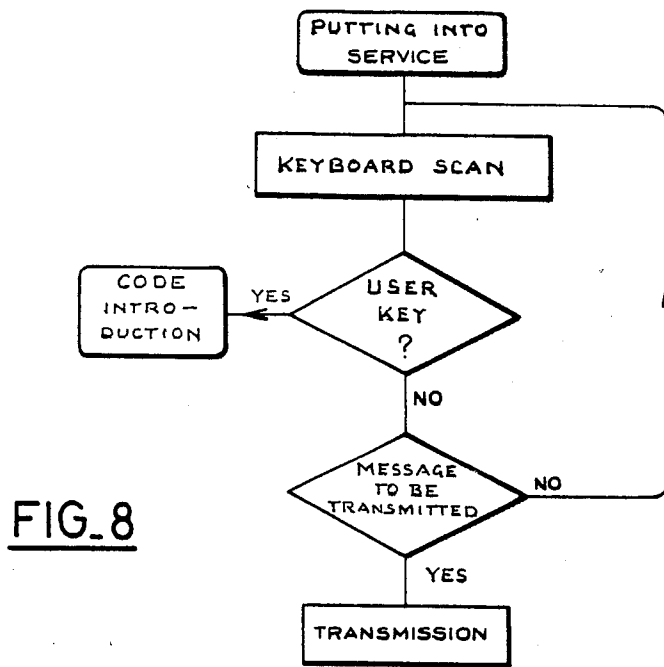 PUTTING INTO
SERVICE
KEYBOARD SCAN
USER
KEY
?
YES
CODE
INTRO-
DUCTION
NO
MESSAGE
TO BE
TRANSMITTED
NO
YES
TRANSMISSION
FIG_8